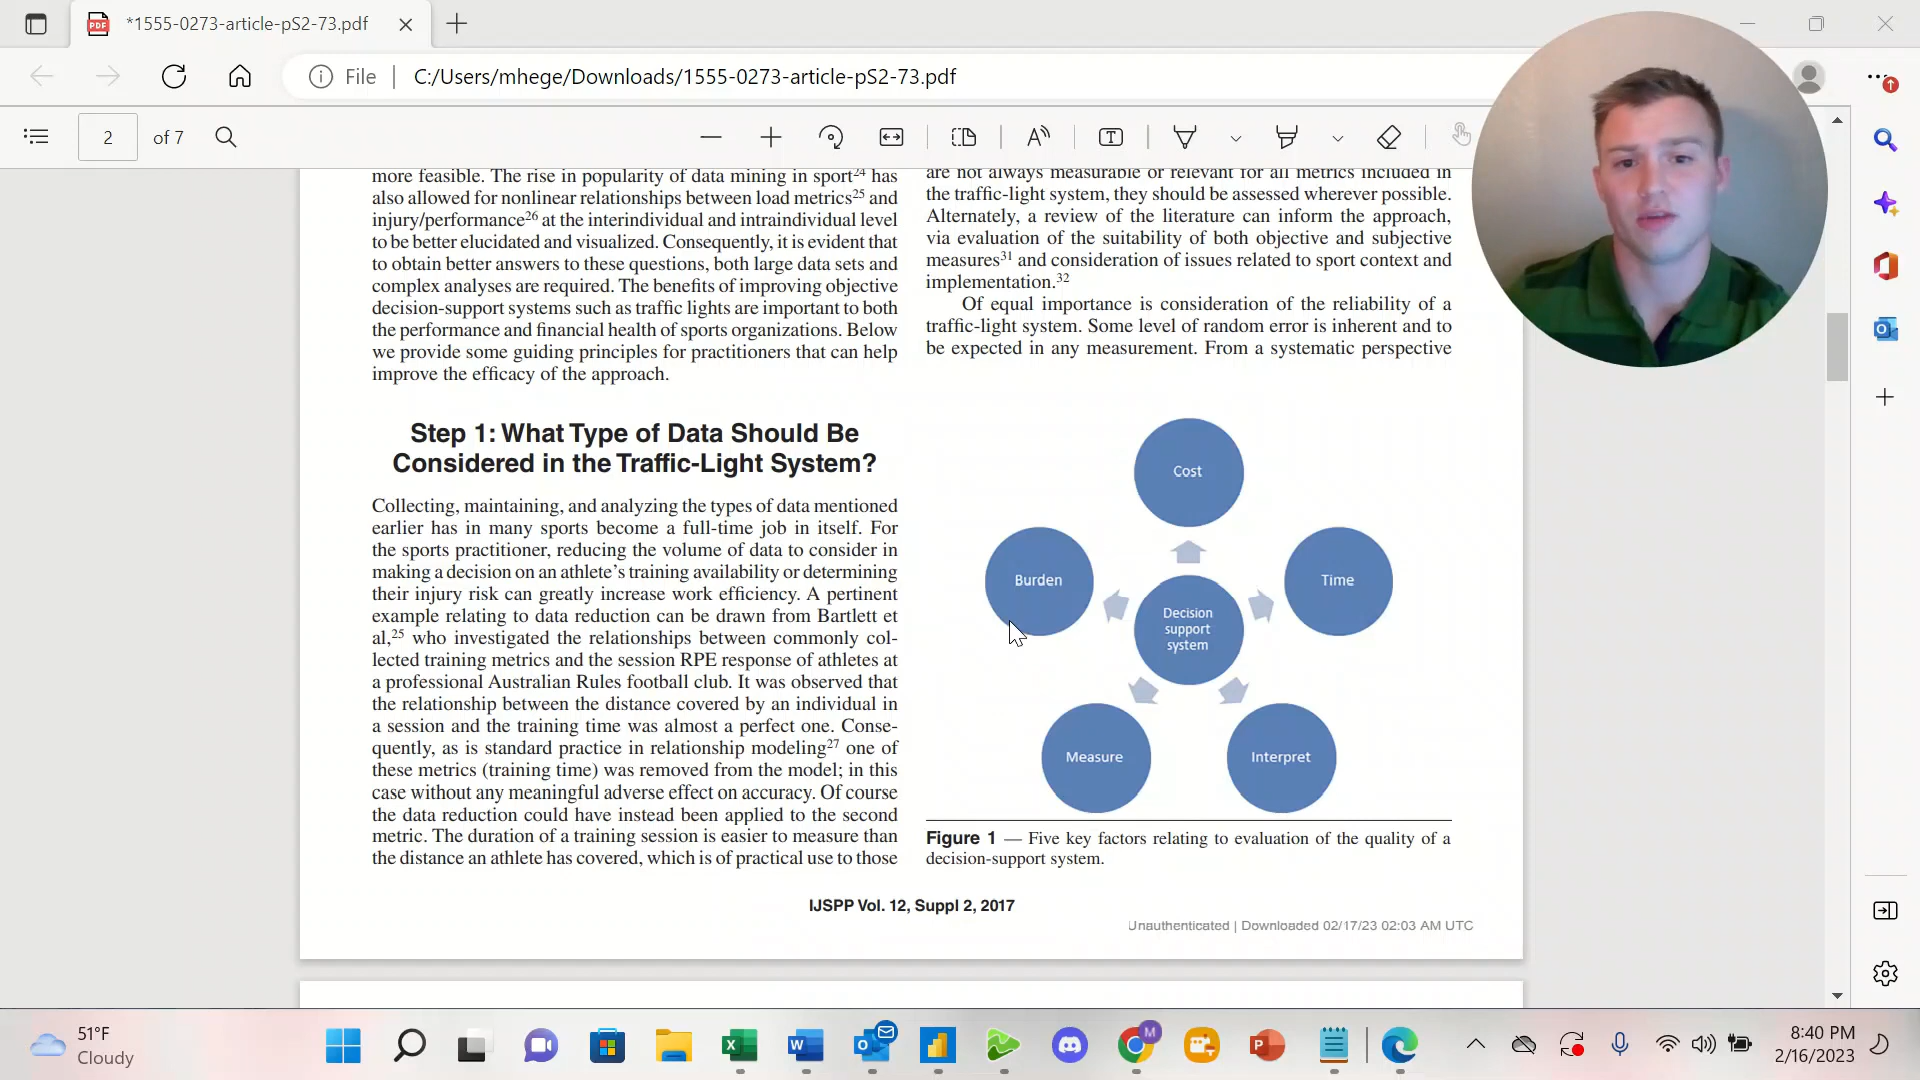 *1555-0273-article-pS2-73.pdf
File
C:/Users/mhege/Downloads/1555-0273-article-pS2-73.pdf
2 of 7
more feasible. The rise in popularity of data mining in sport24 has
also allowed for nonlinear relationships between load metrics25 and
injury/performance26 at the interindividual and intraindividual level
to be better elucidated and visualized. Consequently, it is evident that
to obtain better answers to these questions, both large data sets and
complex analyses are required. The benefits of improving objective
decision-support systems such as traffic lights are important to both
the performance and financial health of sports organizations. Below
we provide some guiding principles for practitioners that can help
improve the efficacy of the approach.
Step 1: What Type of Data Should Be
Considered in the Traffic-Light System?
Collecting, maintaining, and analyzing the types of data mentioned
earlier has in many sports become a full-time job in itself. For
the sports practitioner, reducing the volume of data to consider in
making a decision on an athlete's training availability or determining
their injury risk can greatly increase work efficiency. A pertinent
example relating to data reduction can be drawn from Bartlett et
al,25 who investigated the relationships between commonly col-
lected training metrics and the session RPE response of athletes at
a professional Australian Rules football club. It was observed that
the relationship between the distance covered by an individual in
a session and the training time was almost a perfect one. Conse-
quently, as is standard practice in relationship modeling27 one of
these metrics (training time) was removed from the model; in this
case without any meaningful adverse effect on accuracy. Of course
the data reduction could have instead been applied to the second
metric. The duration of a training session is easier to measure than
the distance an athlete has covered, which is of practical use to those
are not always measurable or relevant for all metrics included in
the traffic-light system, they should be assessed wherever possible.
Alternately, a review of the literature can inform the approach,
via evaluation of the suitability of both objective and subjective
measures31 and consideration of issues related to sport context and
implementation.32
Of equal importance is consideration of the reliability of a
traffic-light system. Some level of random error is inherent and to
be expected in any measurement. From a systematic perspective
Cost
Burden
Time
Decision
support
system
Measure
Interpret
Figure 1 — Five key factors relating to evaluation of the quality of a
decision-support system.
IJSPP Vol. 12, Suppl 2, 2017
Unauthenticated | Downloaded 02/17/23 02:03 AM UTC
51°F
Cloudy
8:40 PM
2/16/2023